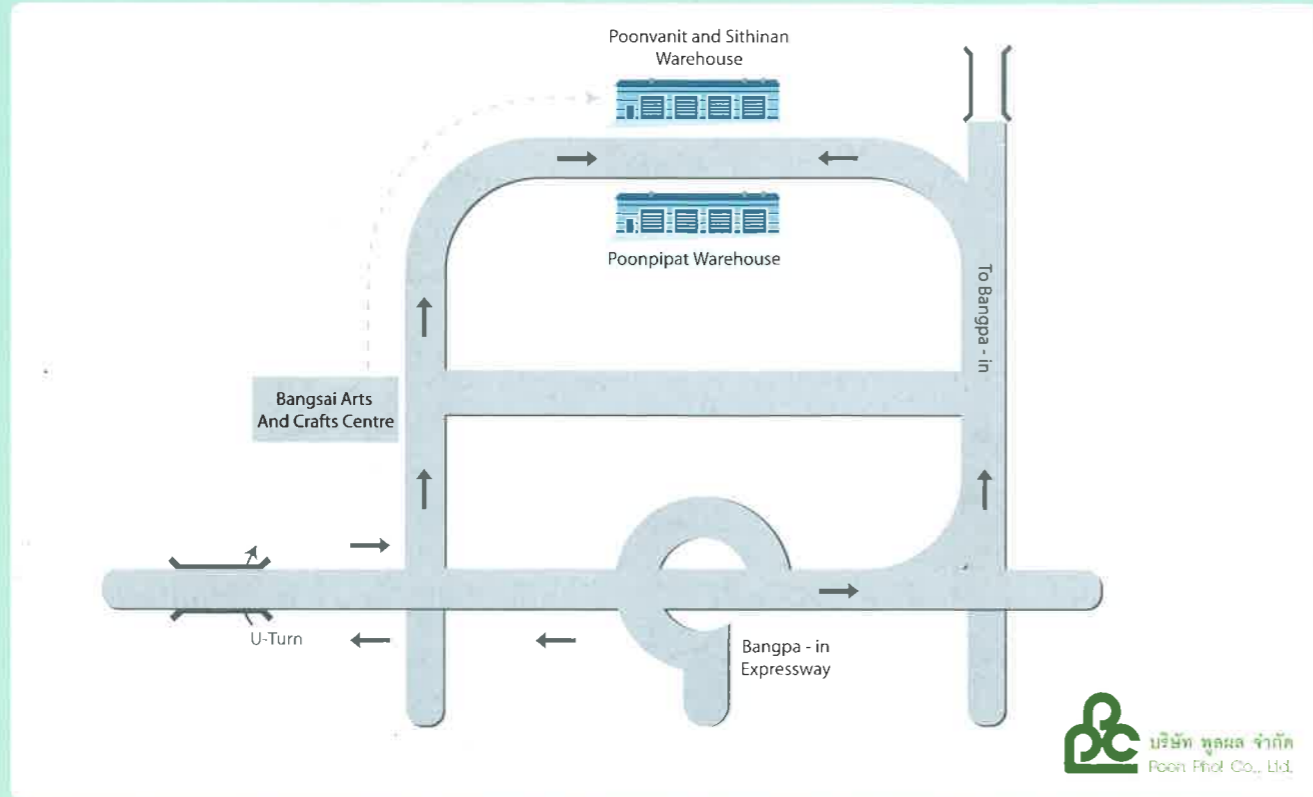 Poonvanit and Sithinan
Warehouse
Poonpipat Warehouse
To Bangpa - in
Bangsai Arts
And Crafts Centre
U-Turn
Bangpa - in
Expressway
PPC
บริษัท พูลผล จำกัด
Poon Phol Co., Ltd.